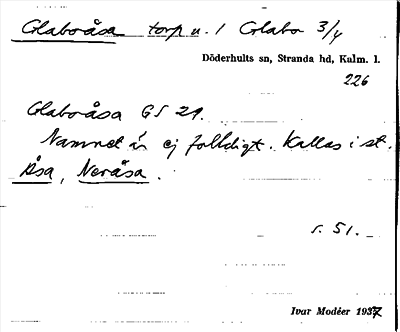 Glaboåsa torp u. 1 Glabo 3/4
Döderhults sn, Stranda hd, Kalm. l.
226
Glaboåsa GS 21.
Namnet är ej folkligt. Kallas i st.
Åsa, Neråsa.
s. 51.
Ivar Modéer 1937